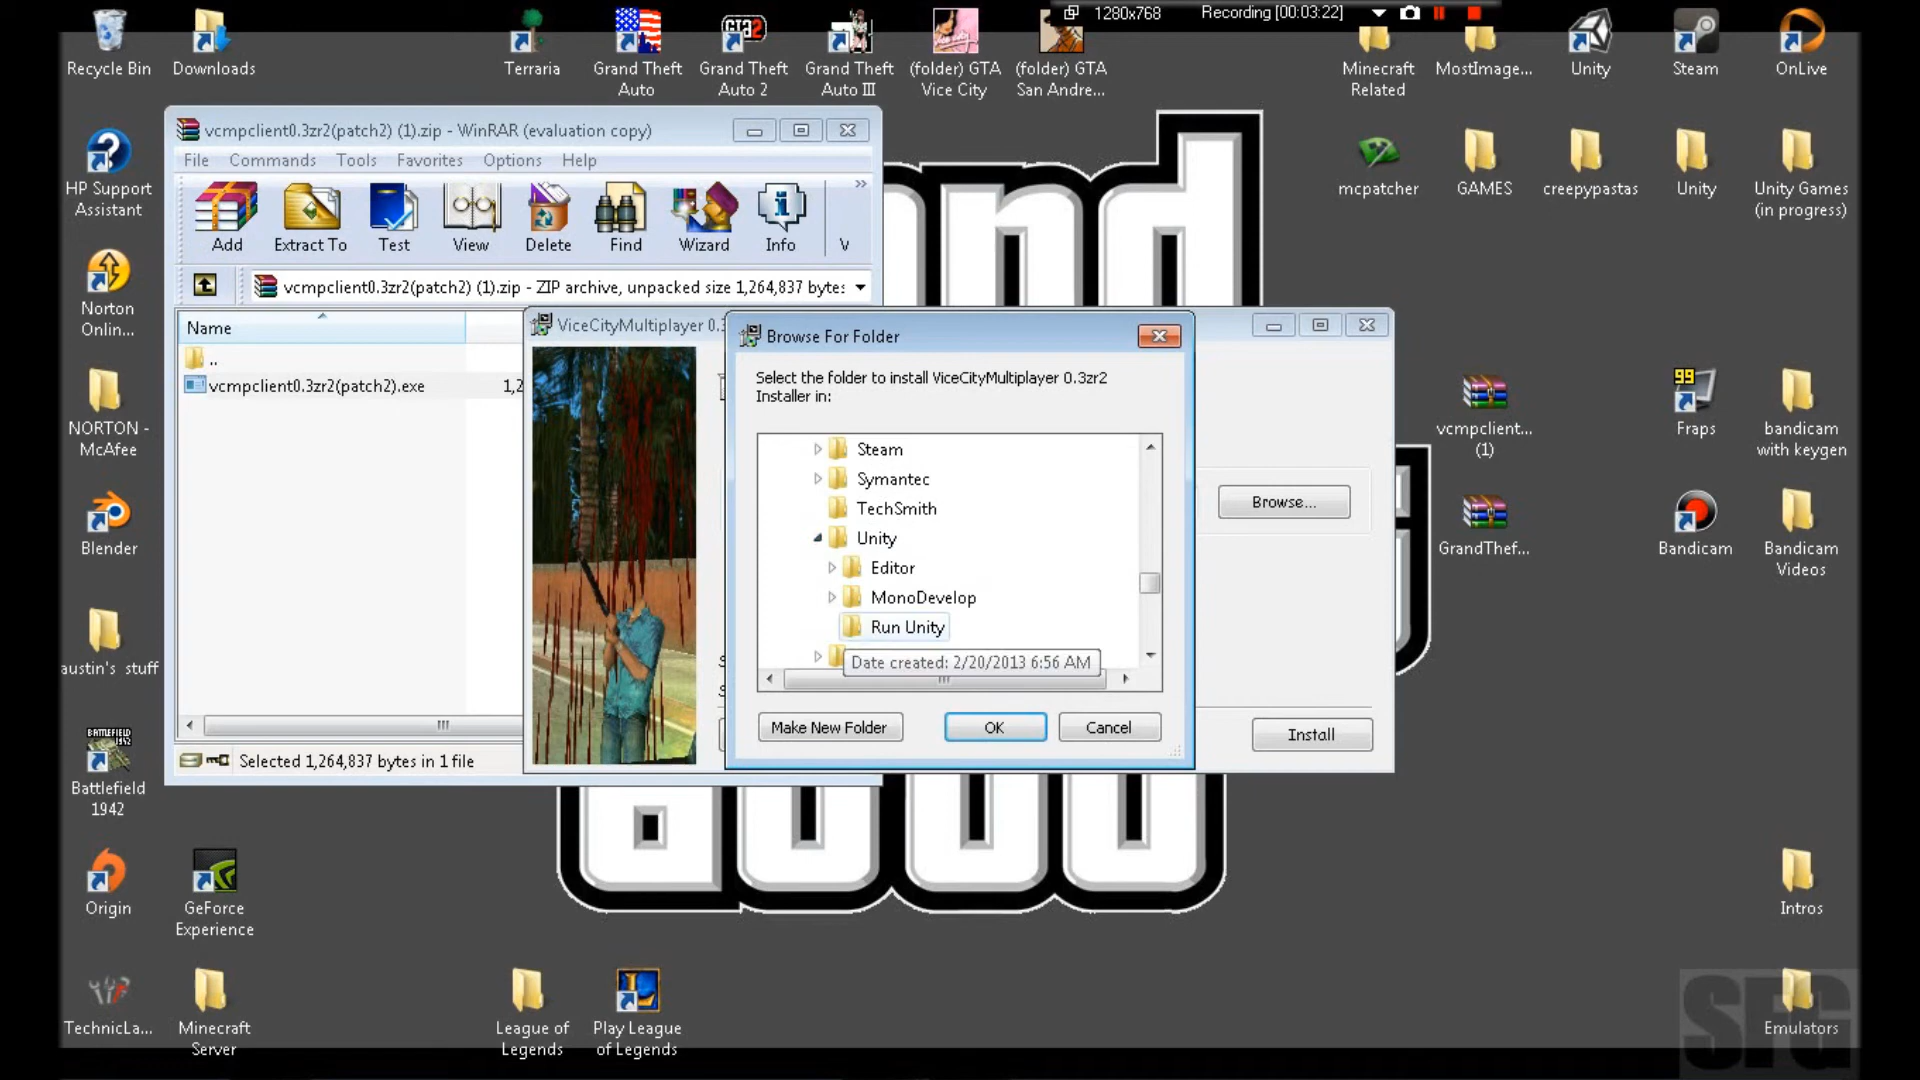 1280x768
Recording [00:03:22]
Recycle Bin
Downloads
Terraria
Grand Theft
Auto
GTA2
Grand Theft
Auto 2
Grand Theft
Auto III
(folder) GTA
Vice City
(folder) GTA
San Andre...
Minecraft
Related
MostImage...
Unity
Steam
OnLive
vcmpclient0.3zr2(patch2) (1).zip - WinRAR (evaluation copy)
File
Commands
Tools
Favorites
Options
Help
Add
Extract To
Test
View
Delete
Find
Wizard
Info
V
vcmpclient0.3zr2(patch2) (1).zip - ZIP archive, unpacked size 1,264,837 bytes
Name
..
vcmpclient0.3zr2(patch2).exe
1,2
Selected 1,264,837 bytes in 1 file
ViceCityMultiplayer 0.
Browse For Folder
Select the folder to install ViceCityMultiplayer 0.3zr2
Installer in:
Steam
Symantec
TechSmith
Unity
Editor
MonoDevelop
Run Unity
Date created: 2/20/2013 6:56 AM
Make New Folder
OK
Cancel
Browse...
Install
HP Support
Assistant
Norton
Onlin...
NORTON -
McAfee
Blender
austin's stuff
BATTLEFIELD
1942
Battlefield
1942
Origin
GeForce
Experience
TechnicLa...
Minecraft
Server
League of
Legends
Play League
of Legends
mcpatcher
GAMES
creepypastas
Unity
Unity Games
(in progress)
vcmpclient...
(1)
99
Fraps
bandicam
with keygen
GrandThef...
Bandicam
Bandicam
Videos
Intros
Emulators
SFG